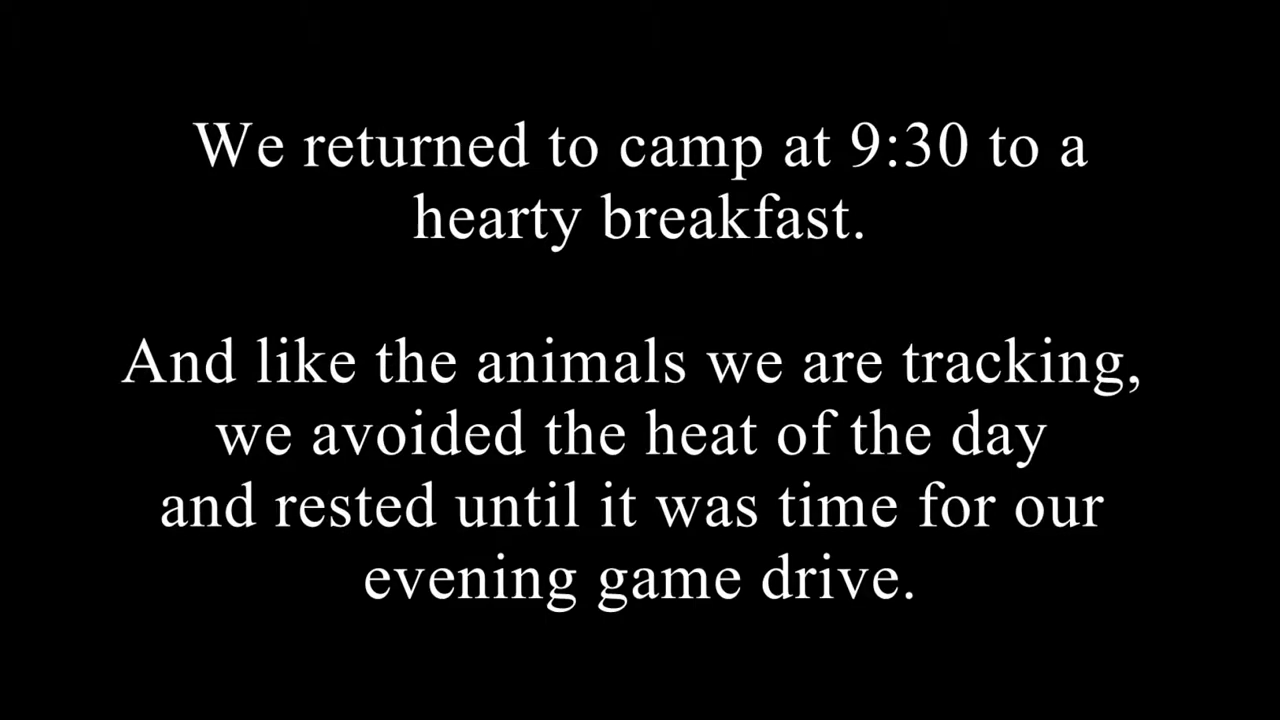 We returned to camp at 9:30 to a
hearty breakfast.
And like the animals we are tracking,
we avoided the heat of the day
and rested until it was time for our
evening game drive.